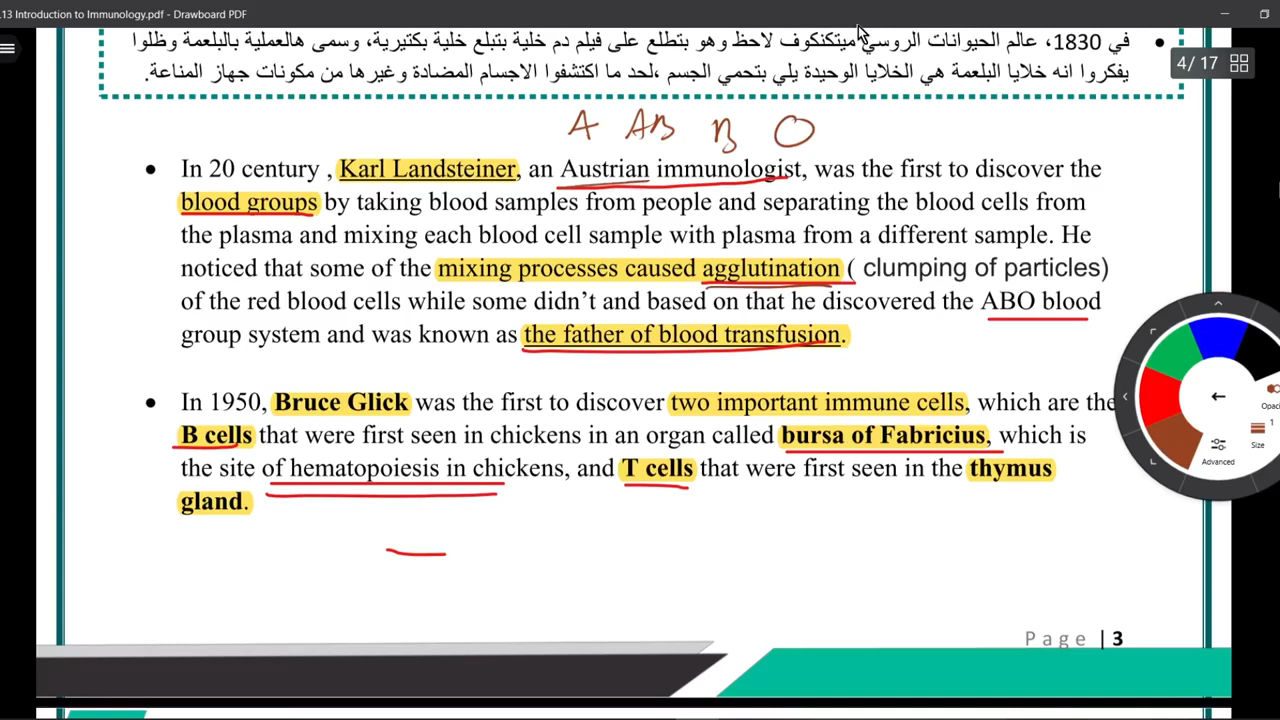 .13 Introduction to Immunology.pdf - Drawboard PDF
في 1830، عالم الحيوانات الروسي ميتكنكوف لاحظ وهو بتطلع على فيلم دم خلية بتبلع خلية بكتيرية، وسمى هالعملية بالبلعمة وظلوا
يفكروا انه خلايا البلعمة هي الخلايا الوحيدة يلي بتحمي الجسم ،لحد ما اكتشفوا الاجسام المضادة وغيرها من مكونات جهاز المناعة.
4 / 17
A AB B O
• In 20 century , Karl Landsteiner, an Austrian immunologist, was the first to discover the
blood groups by taking blood samples from people and separating the blood cells from
the plasma and mixing each blood cell sample with plasma from a different sample. He
noticed that some of the mixing processes caused agglutination ( clumping of particles)
of the red blood cells while some didn't and based on that he discovered the ABO blood
group system and was known as the father of blood transfusion.
• In 1950, Bruce Glick was the first to discover two important immune cells, which are the
B cells that were first seen in chickens in an organ called bursa of Fabricius, which is
the site of hematopoiesis in chickens, and T cells that were first seen in the thymus
gland.
Opaci
1
Size
Advanced
Page | 3